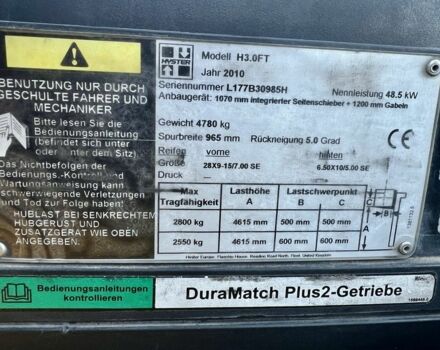 BENUTZUNG NUR DURCH
GESCHULTE FAHRER UND
MECHANIKER
Bitte lesen Sie die
Bedienungsanleitung
(befindet sich unter
oder unter dem Sitz).
Das Nichtbefolgen der
Bedienungs-, Kontroll und
Wartungsanweisung kann
schwerwiegende Verletzungen
und Tod zur Folge haben!
HUBLAST BEI SENKRECHTEM
HUBGERUST UND
ZUSATZGERÄT WIE OBEN
ANGEGEBEN.
HYSTER
Modell H3.0FT
Jahr 2010
Seriennummer L177B30985H
Nennleistung 48.5 kW
Anbaugerät: 1070 mm integrierter Seitenschieber + 1200 mm Gabeln
Gewicht 4780 kg
Spurbreite 965 mm Rückneigung 5.0 Grad
CE
Reifen vorne hinten
Größe 28X9-15/7.00 SE 6.50X10/5.00 SE
Druck — —
Max Tragfähigkeit Lasthöhe A Lastschwerpunkt B C
2800 kg 4615 mm 500 mm 500 mm
2550 kg 4615 mm 600 mm 600 mm
A
B
C
Bedienungsanleitungen
kontrollieren
DuraMatch Plus2-Getriebe